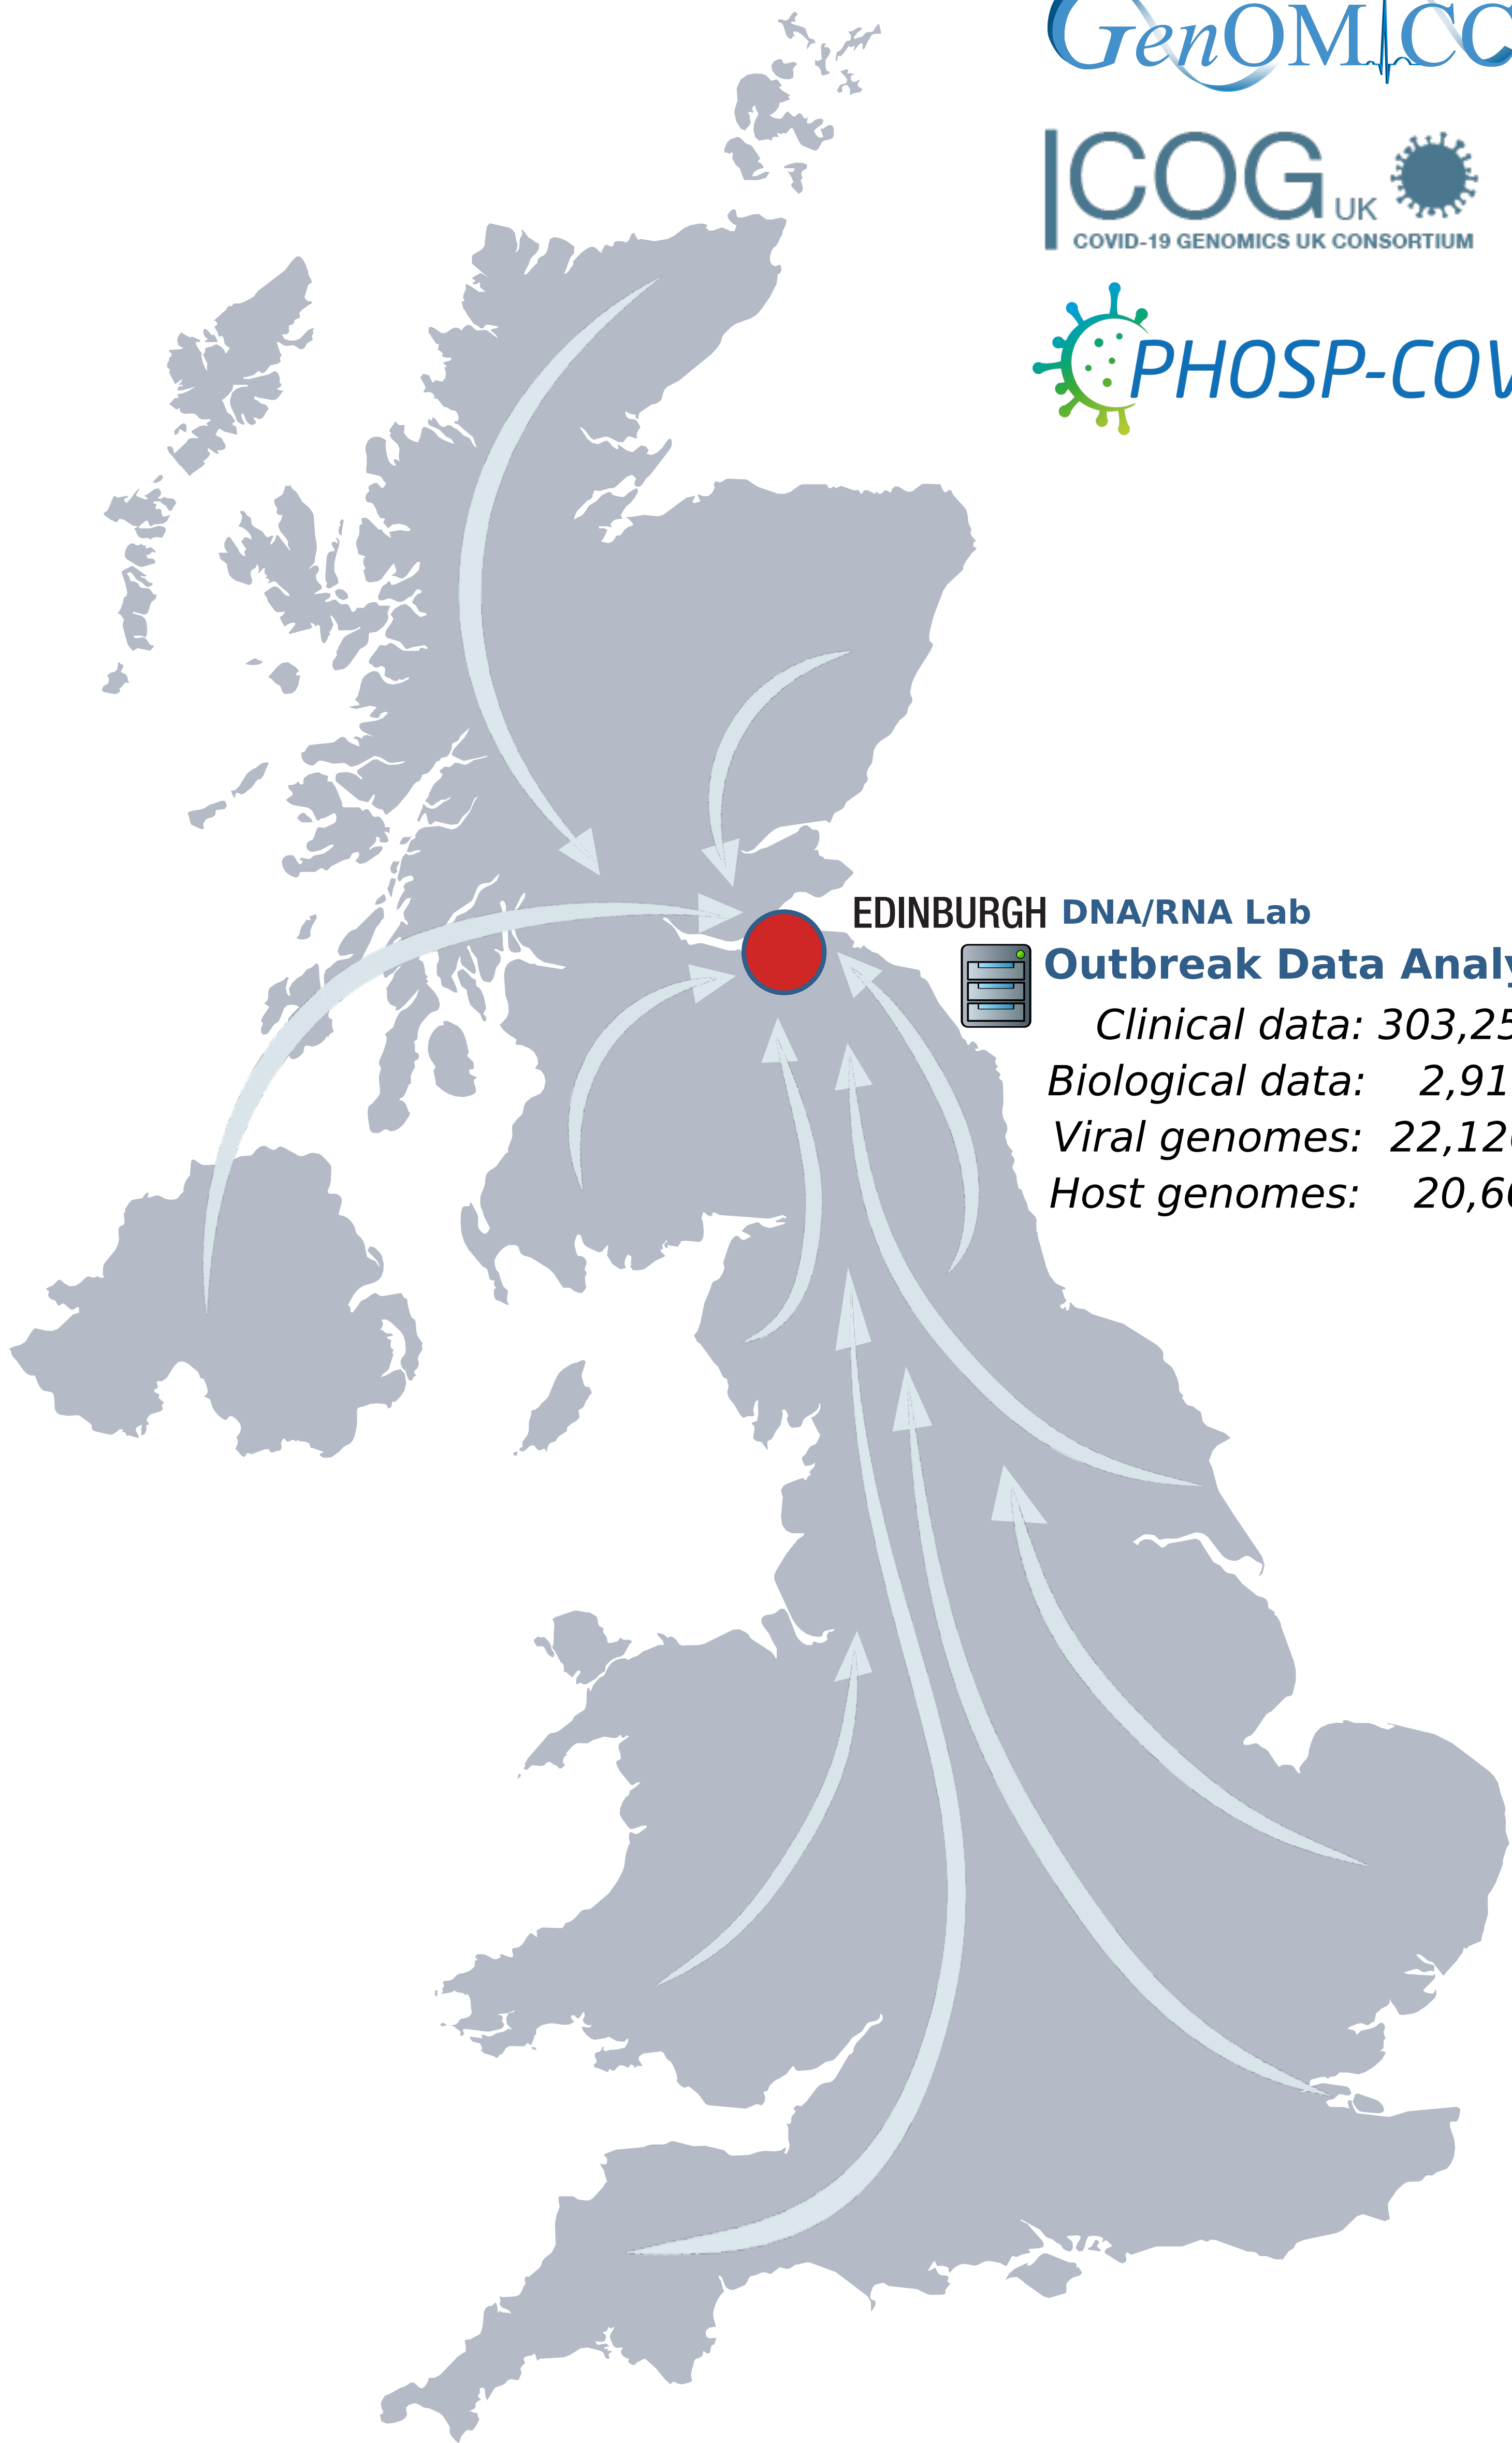 GenOMICC
COG UK
COVID-19 GENOMICS UK CONSORTIUM
PHOSP-COV
EDINBURGH DNA/RNA Lab
Outbreak Data Analy
Clinical data: 303,25
Biological data: 2,91
Viral genomes: 22,12
Host genomes: 20,6